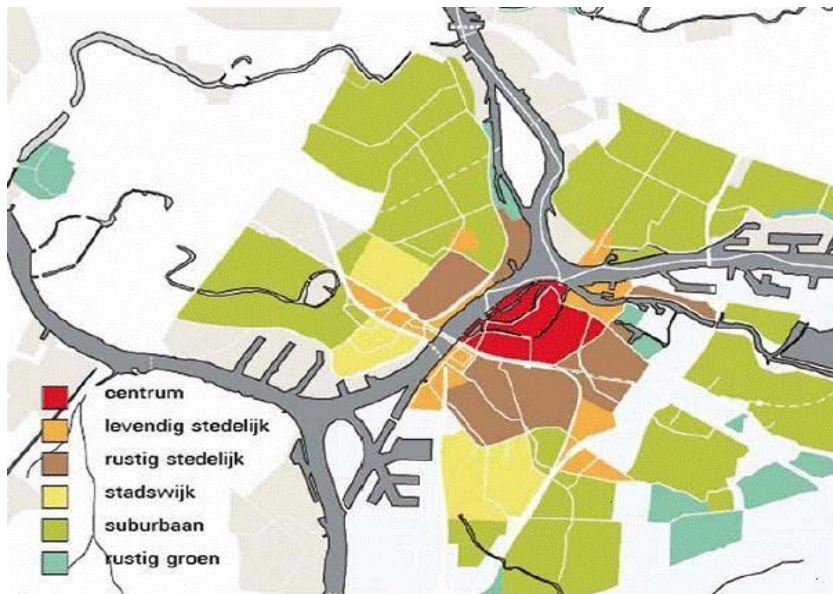 centrum
levendig stedelijk
rustig stedelijk
stadswijk
suburbaan
rustig groen